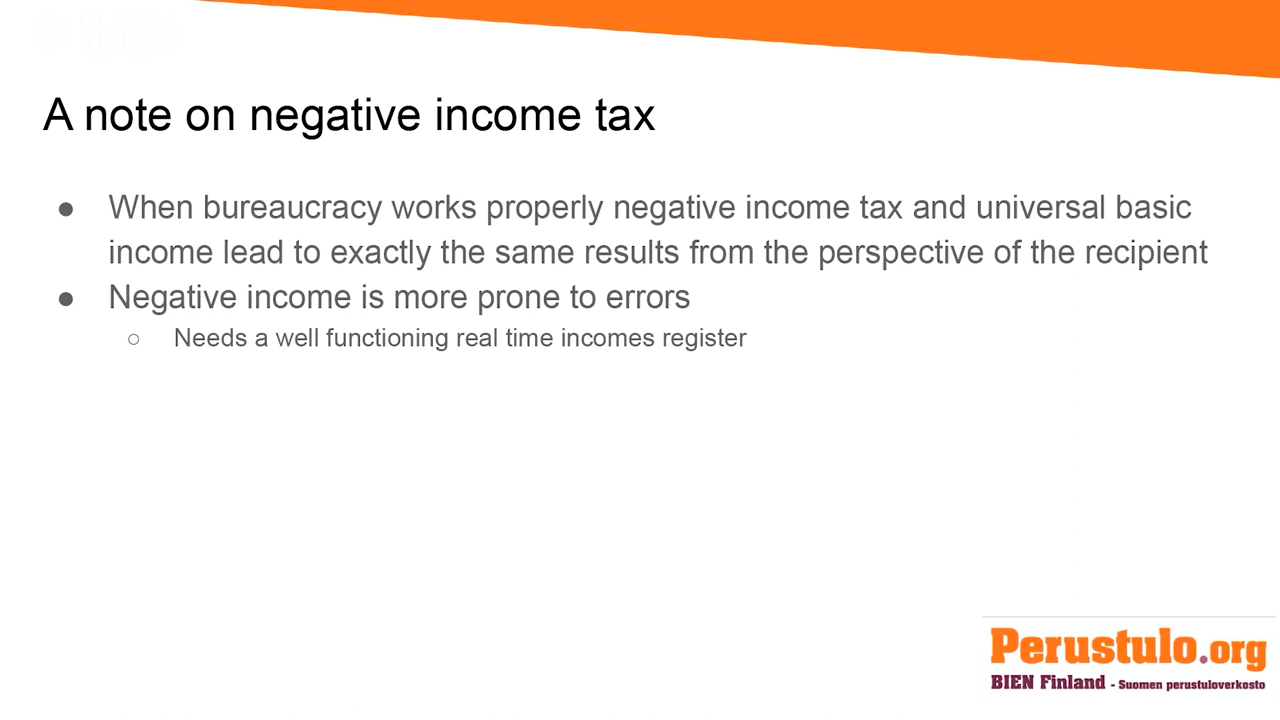 GLOBAL
VISIONS
A note on negative income tax
● When bureaucracy works properly negative income tax and universal basic
income lead to exactly the same results from the perspective of the recipient
● Negative income is more prone to errors
○ Needs a well functioning real time incomes register
Perustulo.org
BIEN Finland - Suomen perustuloverkosto